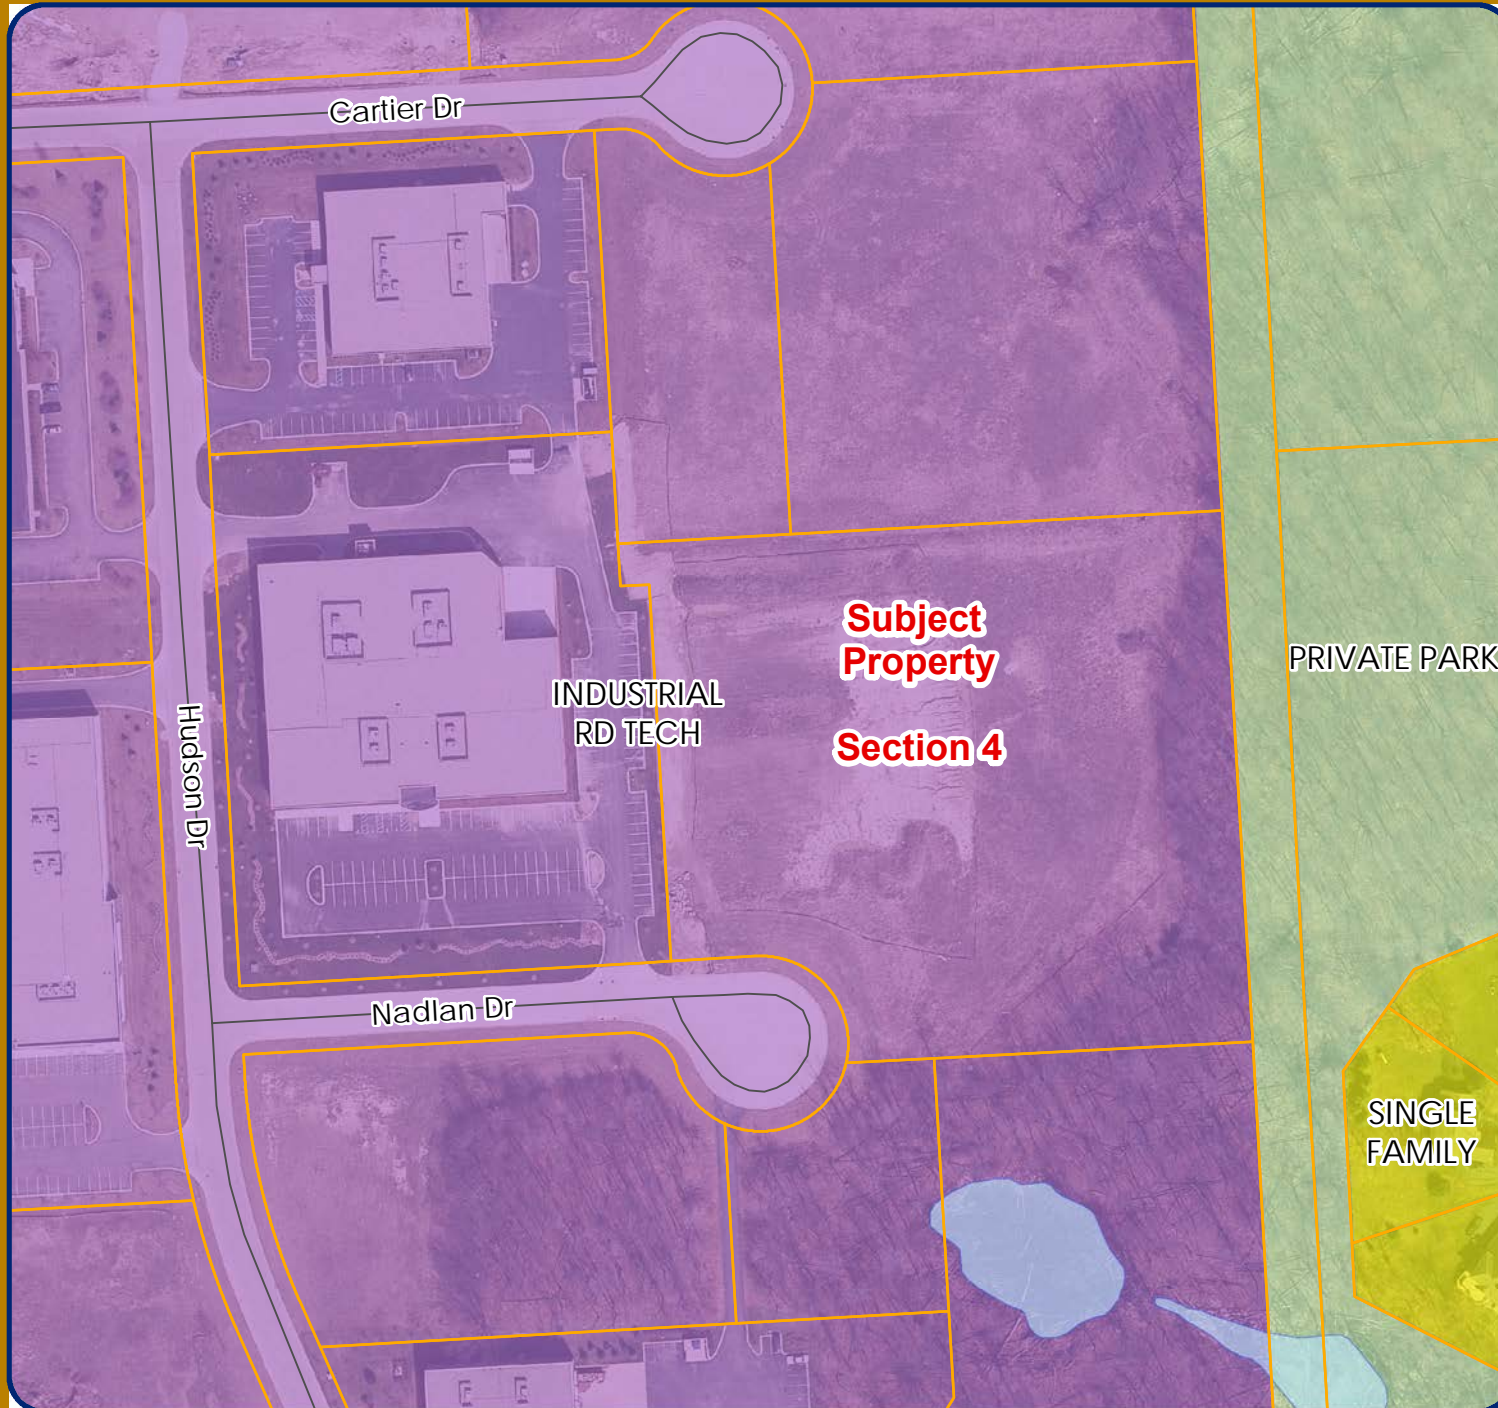 Cartier Dr
Subject
Property
Section 4
PRIVATE PARK
INDUSTRIAL
RD TECH
Hudson Dr
Nadlan Dr
SINGLE
FAMILY